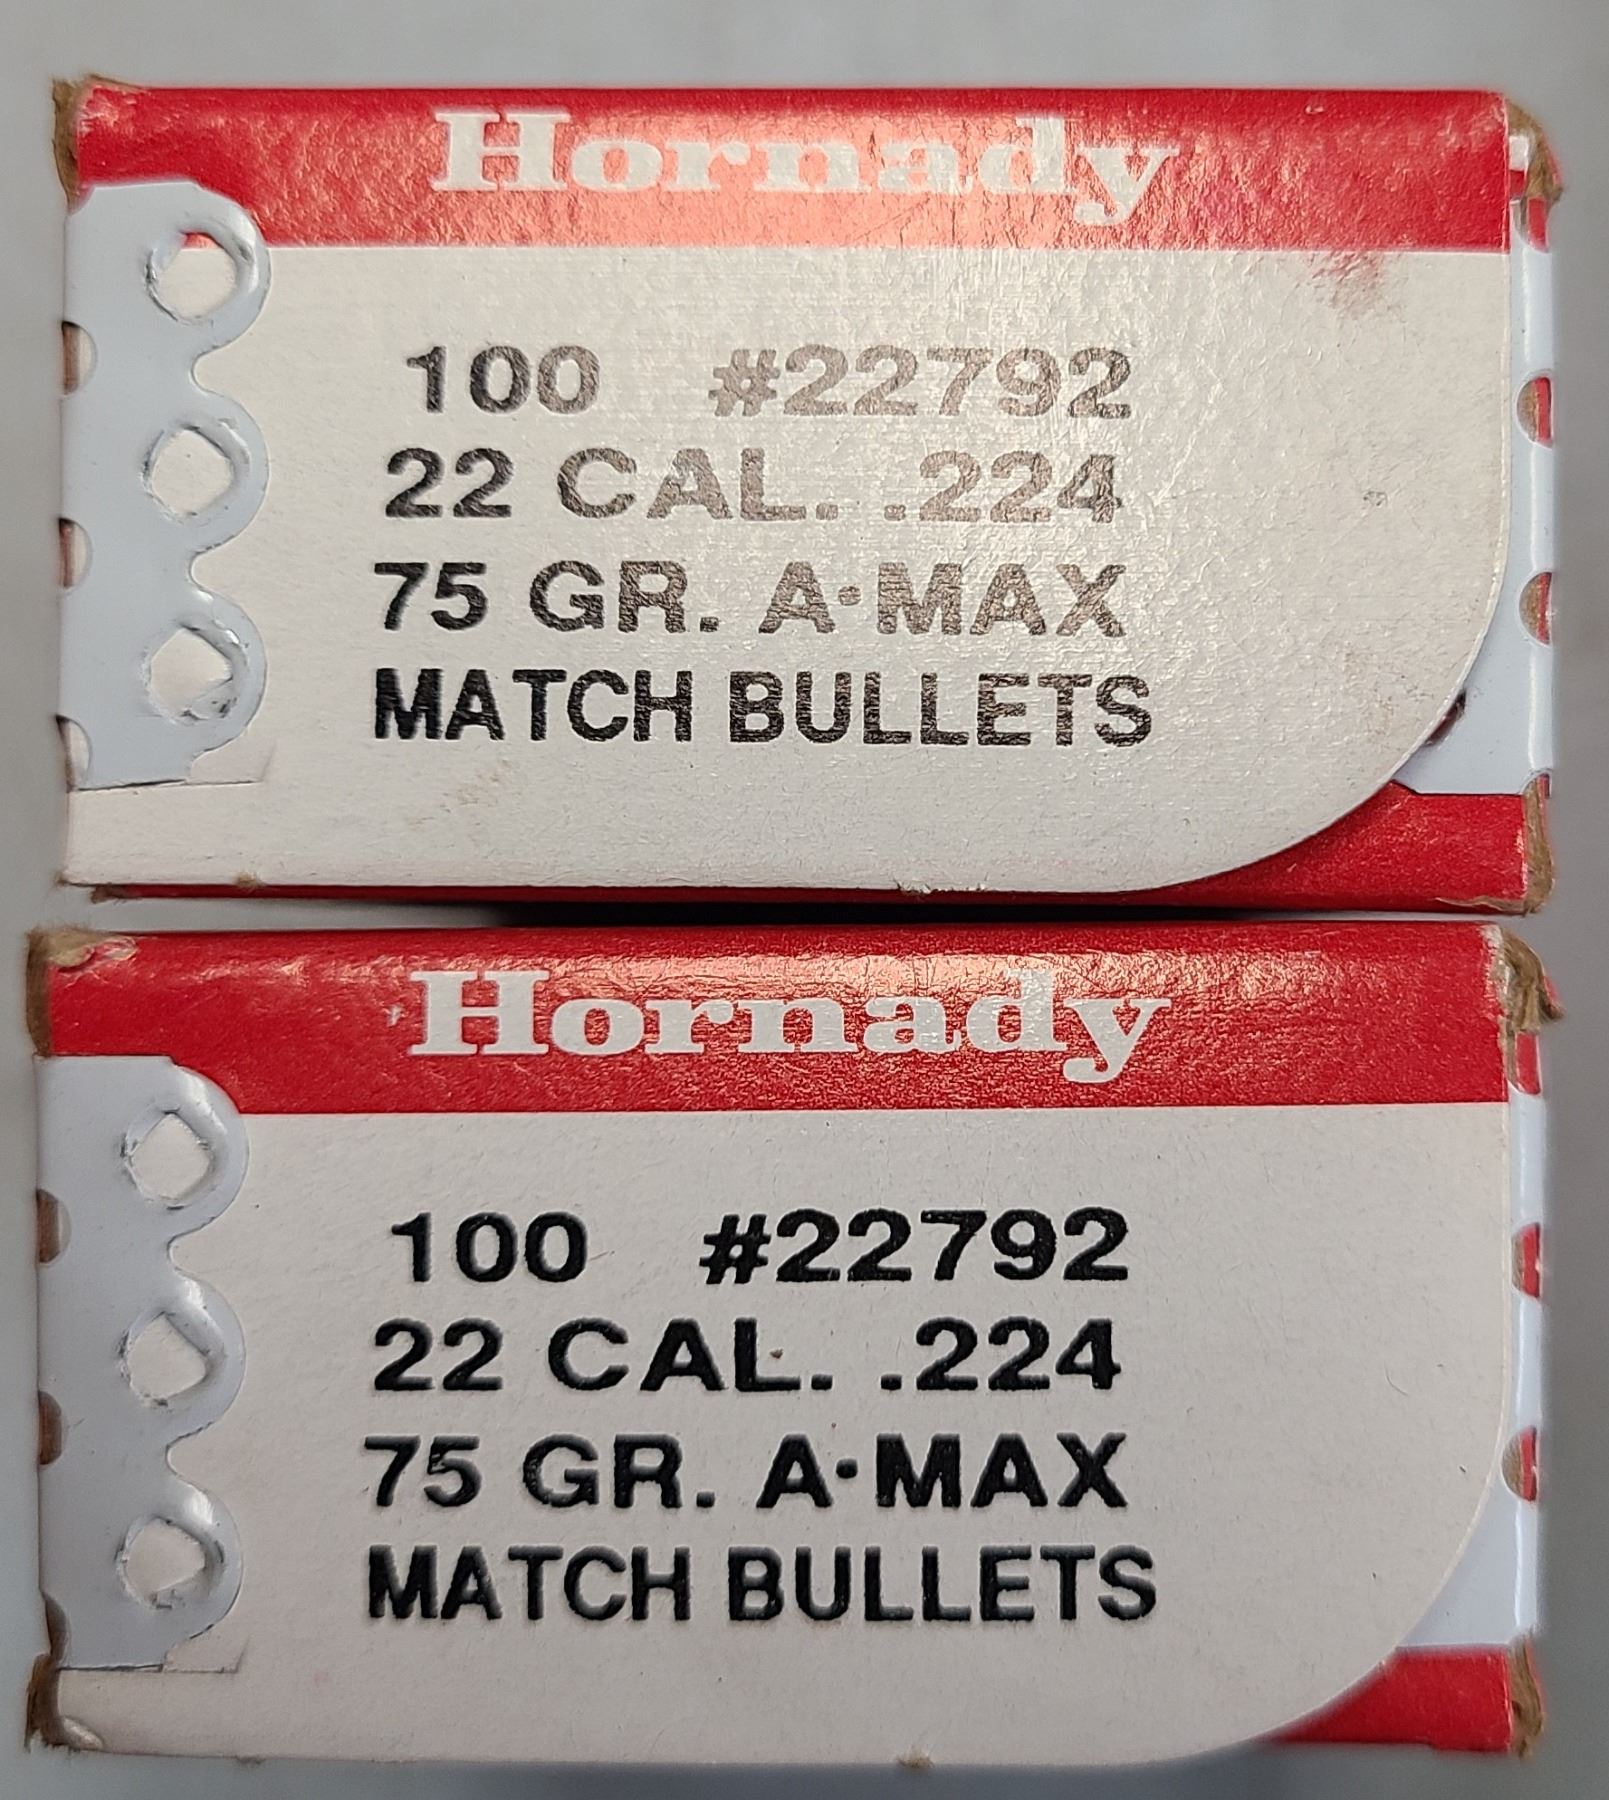 Hornady
100 #22792
22 CAL. .224
75 GR. A·MAX
MATCH BULLETS
Hornady
100 #22792
22 CAL. .224
75 GR. A·MAX
MATCH BULLETS